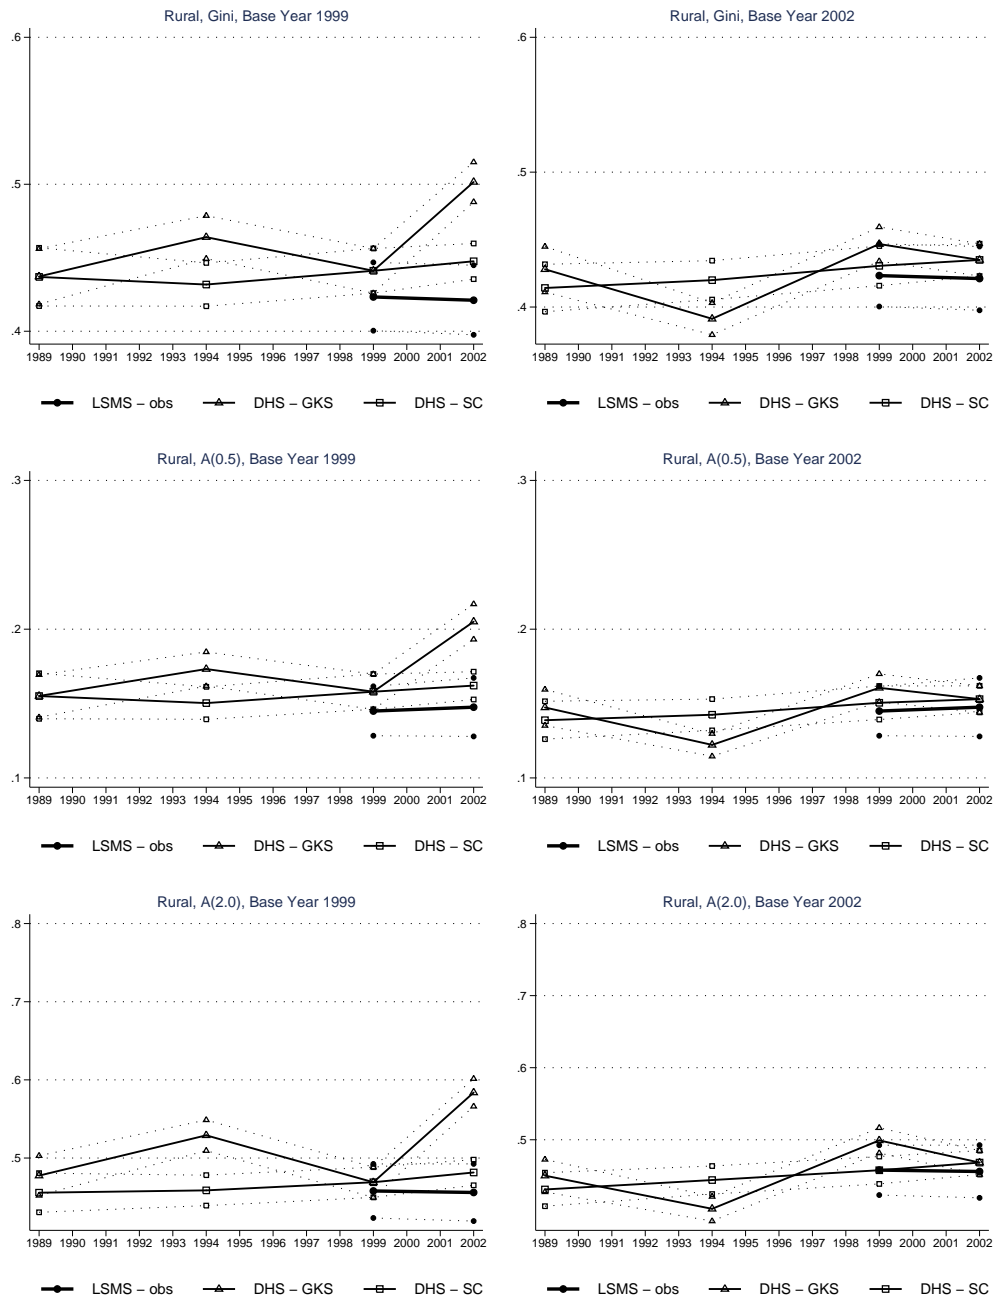 Rural, Gini, Base Year 1999
.6
.5
.4
1989 1990 1991 1992 1993 1994 1995 1996 1997 1998 1999 2000 2001 2002
LSMS − obs DHS − GKS DHS − SC
Rural, Gini, Base Year 2002
.6
.5
.4
1989 1990 1991 1992 1993 1994 1995 1996 1997 1998 1999 2000 2001 2002
LSMS − obs DHS − GKS DHS − SC
Rural, A(0.5), Base Year 1999
.3
.2
.1
1989 1990 1991 1992 1993 1994 1995 1996 1997 1998 1999 2000 2001 2002
LSMS − obs DHS − GKS DHS − SC
Rural, A(0.5), Base Year 2002
.3
.2
.1
1989 1990 1991 1992 1993 1994 1995 1996 1997 1998 1999 2000 2001 2002
LSMS − obs DHS − GKS DHS − SC
Rural, A(2.0), Base Year 1999
.8
.7
.6
.5
1989 1990 1991 1992 1993 1994 1995 1996 1997 1998 1999 2000 2001 2002
LSMS − obs DHS − GKS DHS − SC
Rural, A(2.0), Base Year 2002
.8
.7
.6
.5
1989 1990 1991 1992 1993 1994 1995 1996 1997 1998 1999 2000 2001 2002
LSMS − obs DHS − GKS DHS − SC